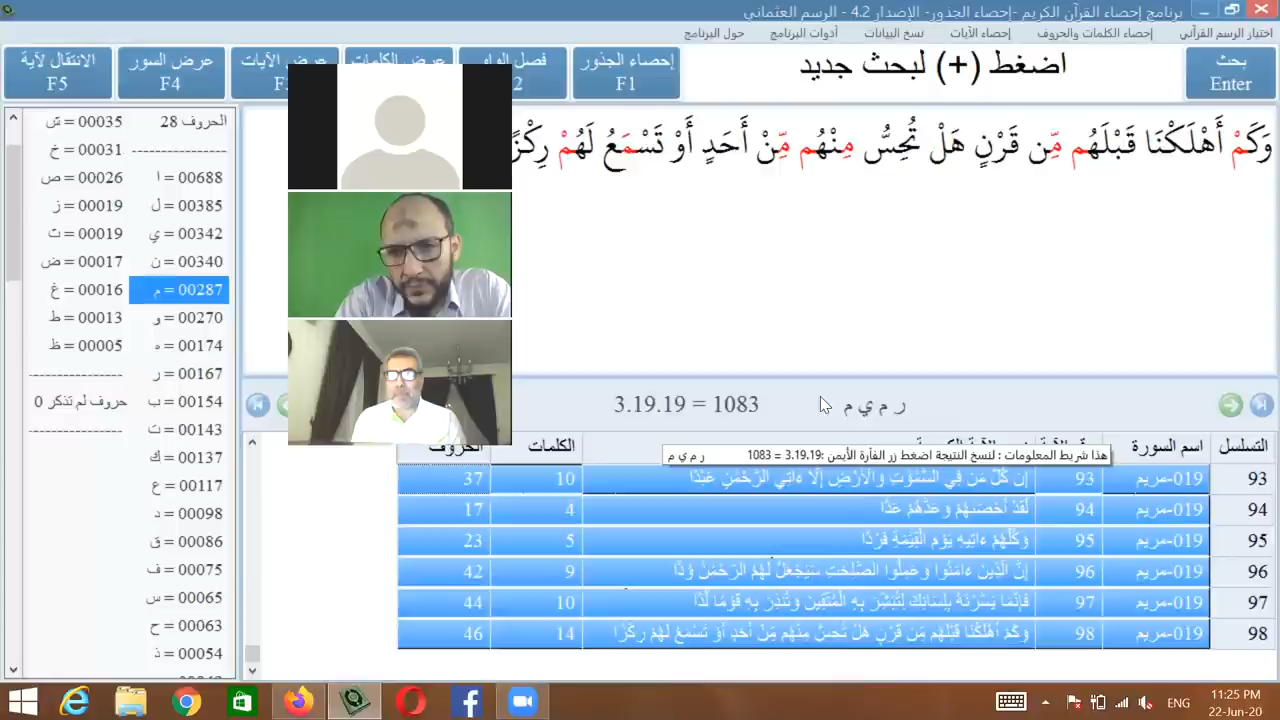 برنامج إحصاء القرآن الكريم -إحصاء الجذور- الإصدار 4.2 - الرسم العثماني
اختيار الرسم القرآني إحصاء الكلمات والحروف إحصاء الآيات نسخ البيانات أدوات البرنامج حول البرنامج
بحث
Enter
اضغط (+) لبحث جديد
إحصاء الجذور
F1
فصل الواو
عرض الكلمات
عرض الآيات
عرض السور
F4
الانتقال لآية
F5
وَكَمْ أَهْلَكْنَا قَبْلَهُم مِّن قَرْنٍ هَلْ تُحِسُّ مِنْهُم مِّنْ أَحَدٍ أَوْ تَسْمَعُ لَهُمْ رِكْزً
الحروف 28
---------------
ا = 00688
ل = 00385
ي = 00342
ن = 00340
م = 00287
و = 00270
ه = 00174
ر = 00167
ب = 00154
ت = 00143
ك = 00137
ع = 00117
د = 00098
ق = 00086
ف = 00075
س = 00065
ح = 00063
ذ = 00054
ش = 00035
خ = 00031
ص = 00026
ز = 00019
ث = 00019
ض = 00017
غ = 00016
ط = 00013
ظ = 00005
---------------
حروف لم تذكر 0
---------------
ر م ي م 3.19.19 = 1083
التسلسل اسم السورة الكلمات الحروف
هذا شريط المعلومات : لنسخ النتيجة اضغط زر الفأرة الأيمن :3.19.19 = 1083 ر م ي م
93 019-مريم 93 إِن كُلُّ مَن فِي السَّمَٰوَٰتِ وَالْأَرْضِ إِلَّا ءَاتِي الرَّحْمَٰنِ عَبْدًا 10 37
94 019-مريم 94 لَّقَدْ أَحْصَىٰهُمْ وَعَدَّهُمْ عَدًّا 4 17
95 019-مريم 95 وَكُلُّهُمْ ءَاتِيهِ يَوْمَ الْقِيَٰمَةِ فَرْدًا 5 23
96 019-مريم 96 إِنَّ الَّذِينَ ءَامَنُوا وَعَمِلُوا الصَّٰلِحَٰتِ سَيَجْعَلُ لَهُمُ الرَّحْمَٰنُ وُدًّا 9 42
97 019-مريم 97 فَإِنَّمَا يَسَّرْنَٰهُ بِلِسَانِكَ لِتُبَشِّرَ بِهِ الْمُتَّقِينَ وَتُنذِرَ بِهِ قَوْمًا لُّدًّا 10 44
98 019-مريم 98 وَكَمْ أَهْلَكْنَا قَبْلَهُم مِّن قَرْنٍ هَلْ تُحِسُّ مِنْهُم مِّنْ أَحَدٍ أَوْ تَسْمَعُ لَهُمْ رِكْزًا 14 46
ENG
11:25 PM
22-Jun-20